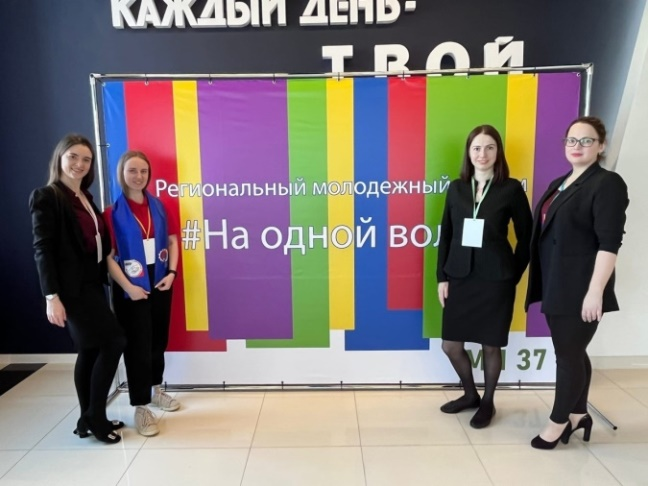 КАЖДЫЙ ДЕНЬ-
ТВОЙ
Региональный молодежный
#На одной вол
37